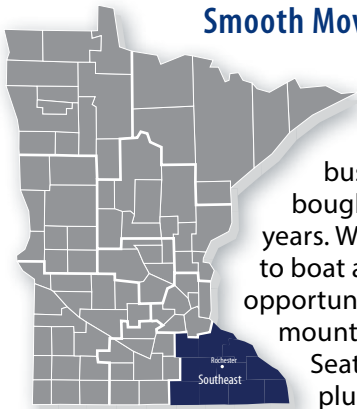 Smooth Mov
bus
bough
years. W
to boat a
opportun
mount
Seat
plu
Rochester
Southeast